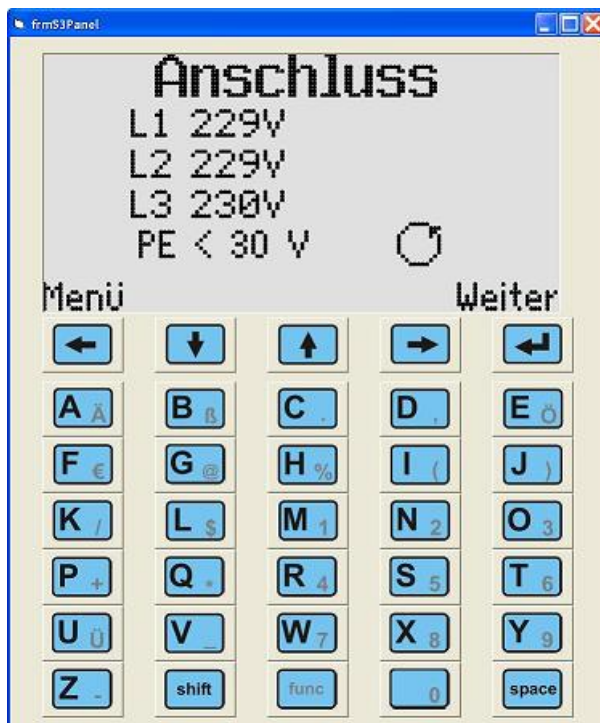 frmS3Panel
Anschluss
L1 229V
L2 229V
L3 230V
PE < 30 V
Menü Weiter
A Ä B ß C . D , E Ö
F € G @ H % I ( J )
K / L $ M 1 N 2 O 3
P + Q * R 4 S 5 T 6
U Ü V _ W 7 X 8 Y 9
Z - shift func 0 space